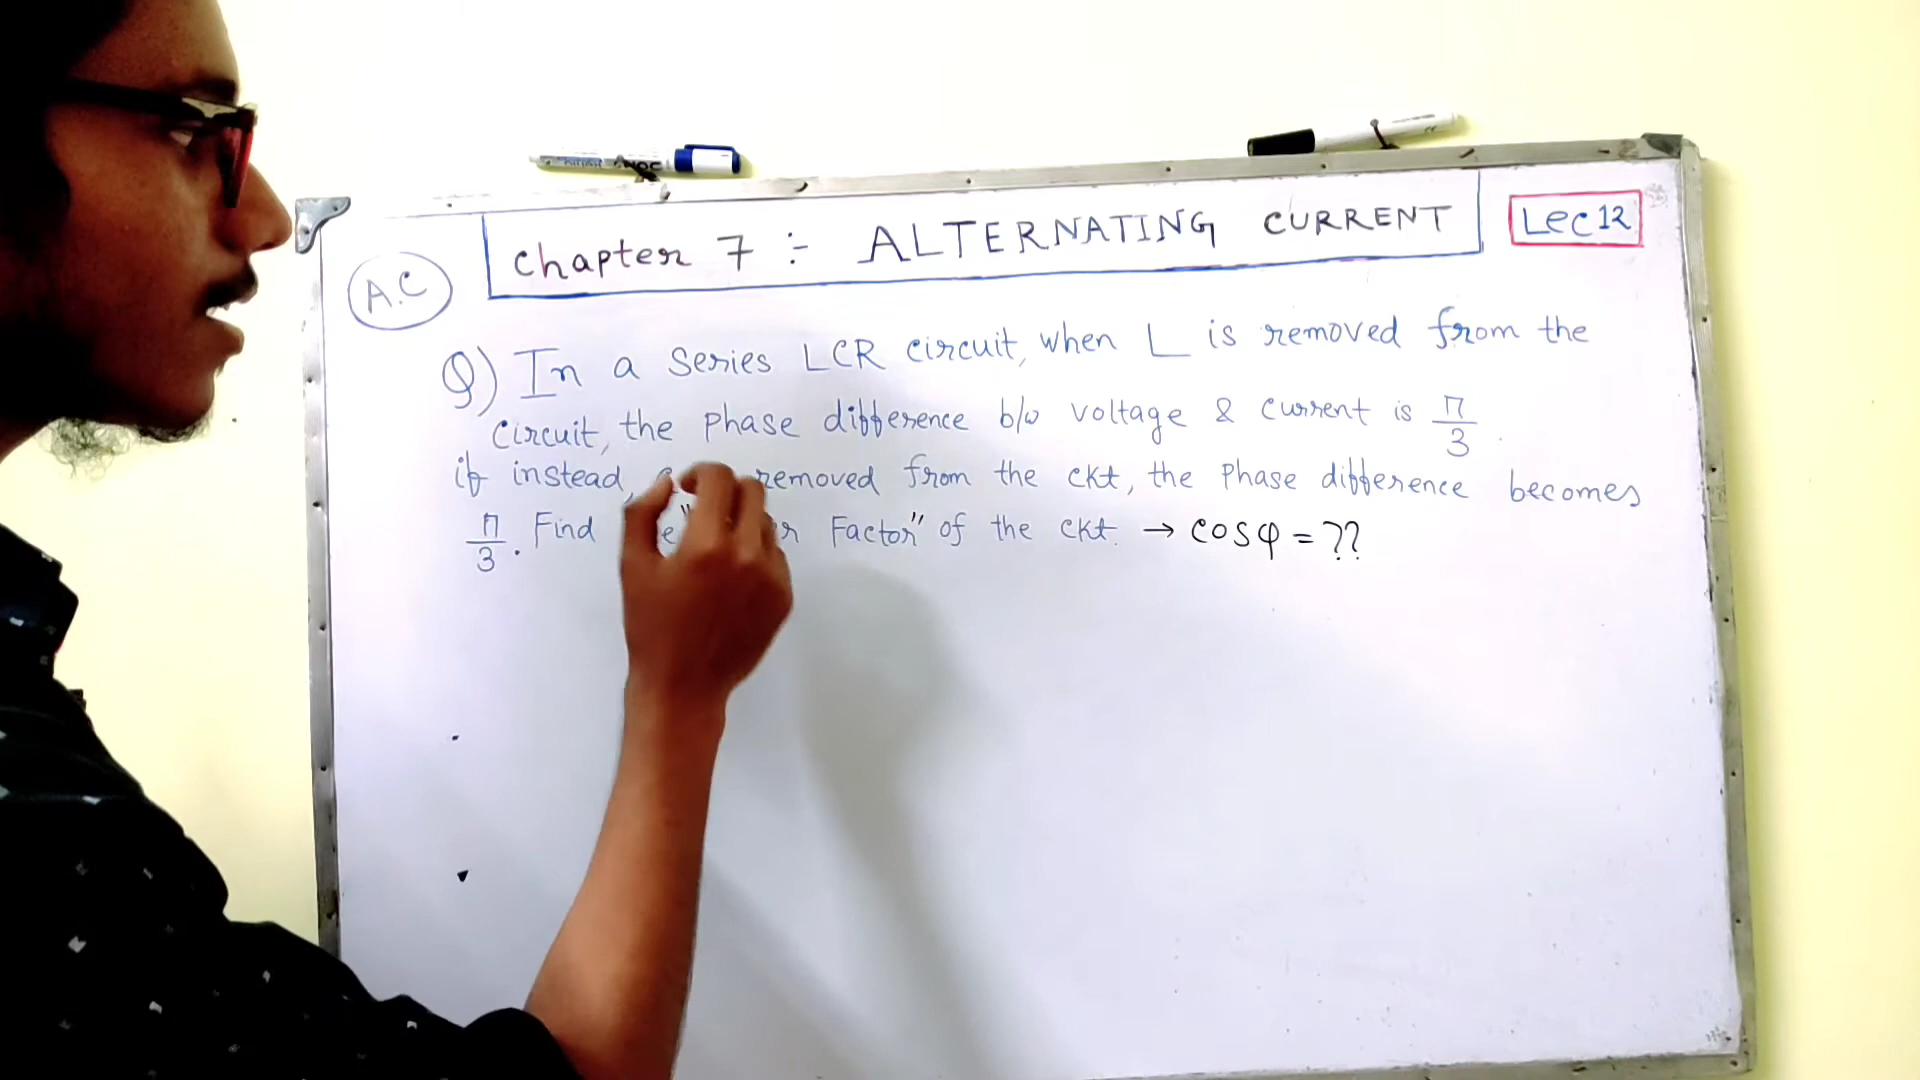 Chapter 7 :- ALTERNATING CURRENT
Lec 12
A.C
Q) In a series LCR circuit, when L is removed from the
circuit, the phase difference b/w voltage & current is π/3.
if instead, removed from the ckt, the phase difference becomes
π/3. Find Factor" of the ckt. → cosφ = ??